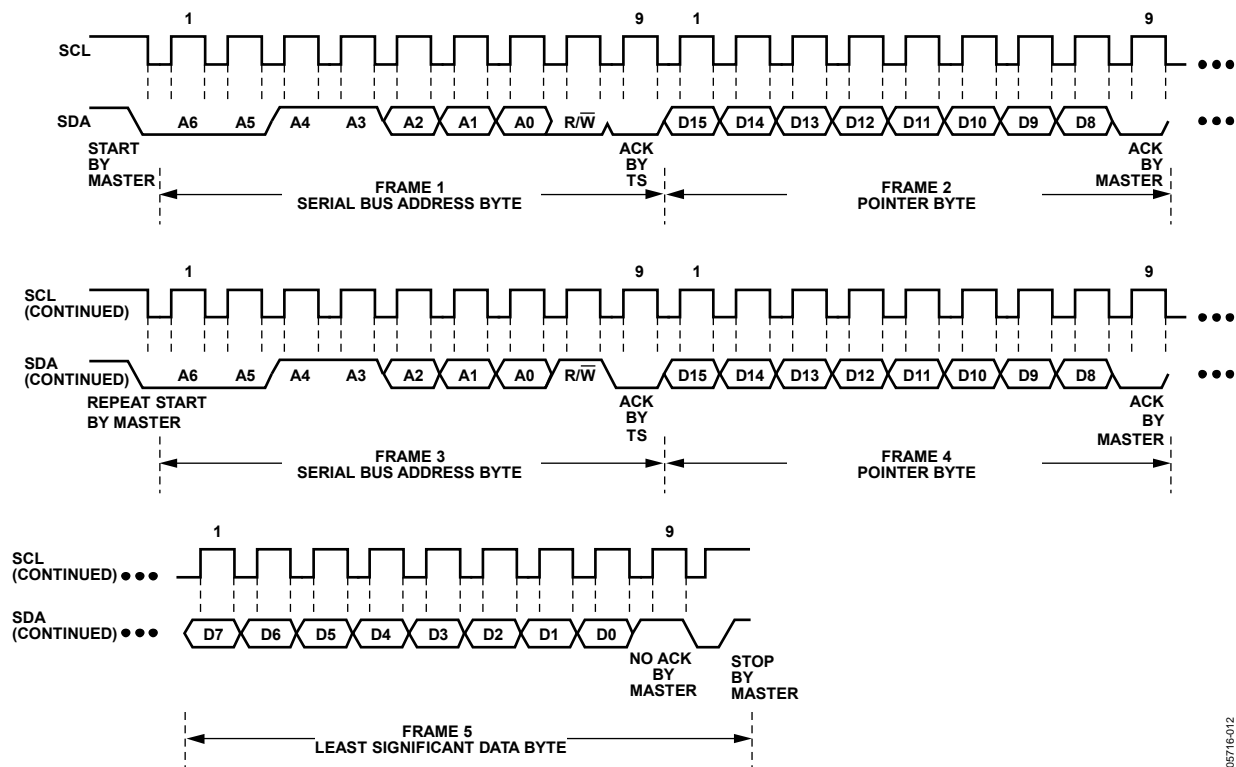 1 9 1 9
SCL
SDA A6 A5 A4 A3 A2 A1 A0 R/W̅ D15 D14 D13 D12 D11 D10 D9 D8
START
BY
MASTER
ACK
BY
TS
ACK
BY
MASTER
FRAME 1
SERIAL BUS ADDRESS BYTE
FRAME 2
POINTER BYTE
1 9 1 9
SCL
(CONTINUED)
SDA
(CONTINUED)
A6 A5 A4 A3 A2 A1 A0 R/W̅ D15 D14 D13 D12 D11 D10 D9 D8
REPEAT START
BY MASTER
ACK
BY
TS
ACK
BY
MASTER
FRAME 3
SERIAL BUS ADDRESS BYTE
FRAME 4
POINTER BYTE
1 9
SCL
(CONTINUED)
SDA
(CONTINUED)
D7 D6 D5 D4 D3 D2 D1 D0
NO ACK
BY
MASTER
STOP
BY
MASTER
FRAME 5
LEAST SIGNIFICANT DATA BYTE
05716-012